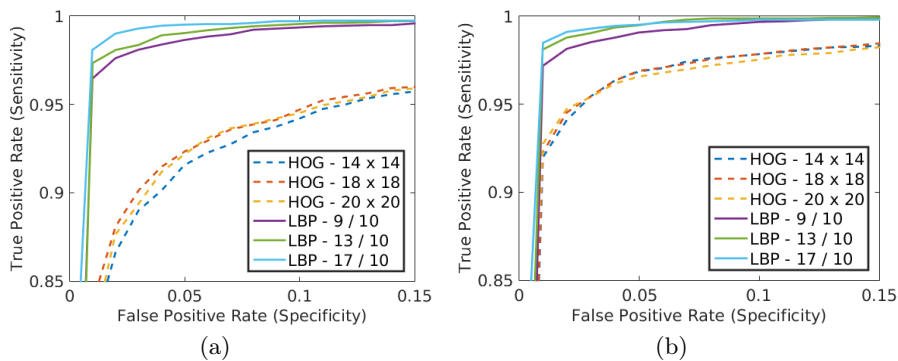 True Positive Rate (Sensitivity)
1
0.95
0.9
0.85
HOG - 14 x 14
HOG - 18 x 18
HOG - 20 x 20
LBP - 9 / 10
LBP - 13 / 10
LBP - 17 / 10
0 0.05 0.1 0.15
False Positive Rate (Specificity)
(a)
True Positive Rate (Sensitivity)
1
0.95
0.9
0.85
HOG - 14 x 14
HOG - 18 x 18
HOG - 20 x 20
LBP - 9 / 10
LBP - 13 / 10
LBP - 17 / 10
0 0.05 0.1 0.15
False Positive Rate (Specificity)
(b)